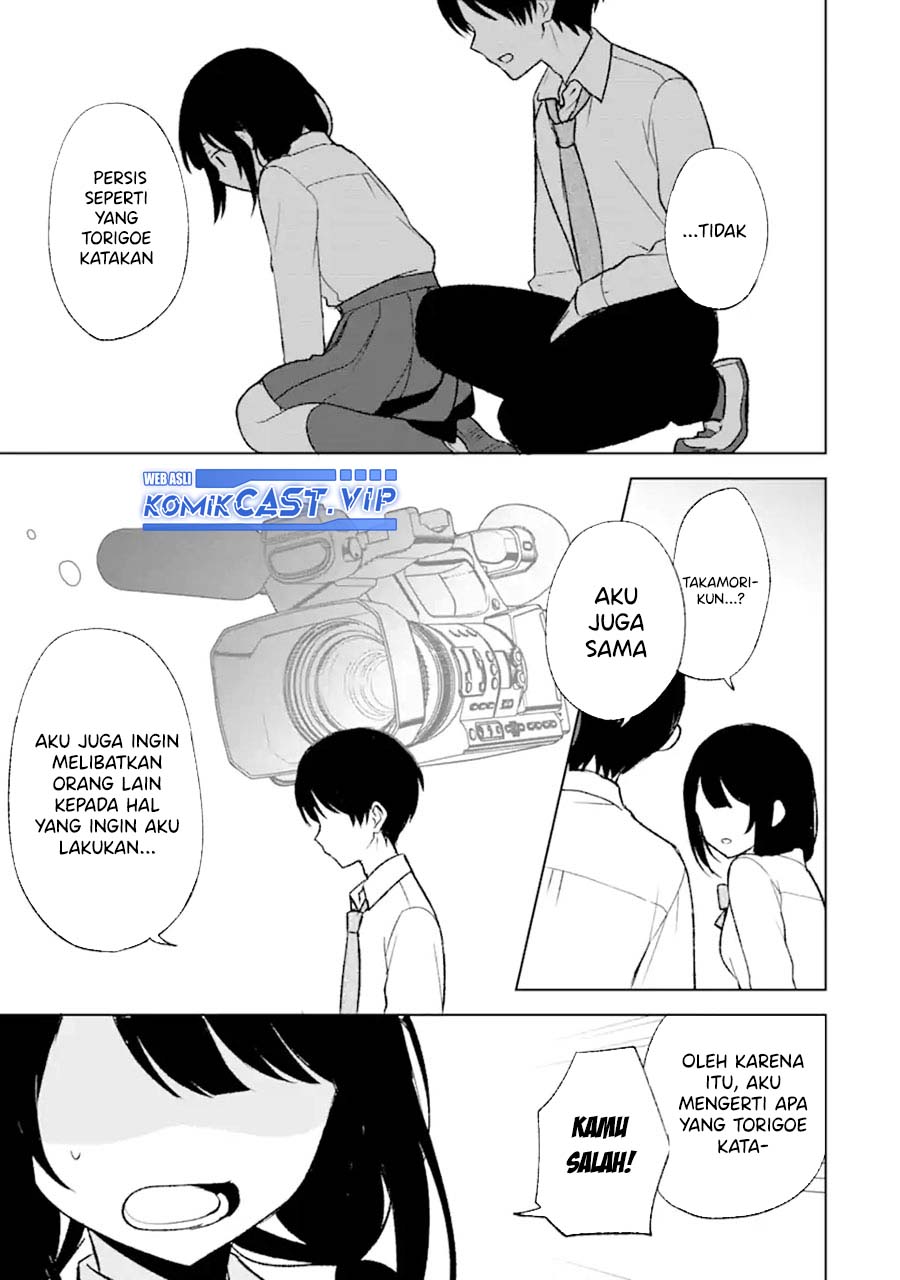 ...TIDAK
PERSIS
SEPERTI
YANG
TORIGOE
KATAKAN
TAKAMORI-
KUN...?
AKU
JUGA
SAMA
WEB ASLI
KOMIKCAST.VIP
AKU JUGA INGIN
MELIBATKAN
ORANG LAIN
KEPADA HAL
YANG INGIN AKU
LAKUKAN...
OLEH KARENA
ITU, AKU
MENGERTI APA
YANG TORIGOE
KATA-
KAMU
SALAH!